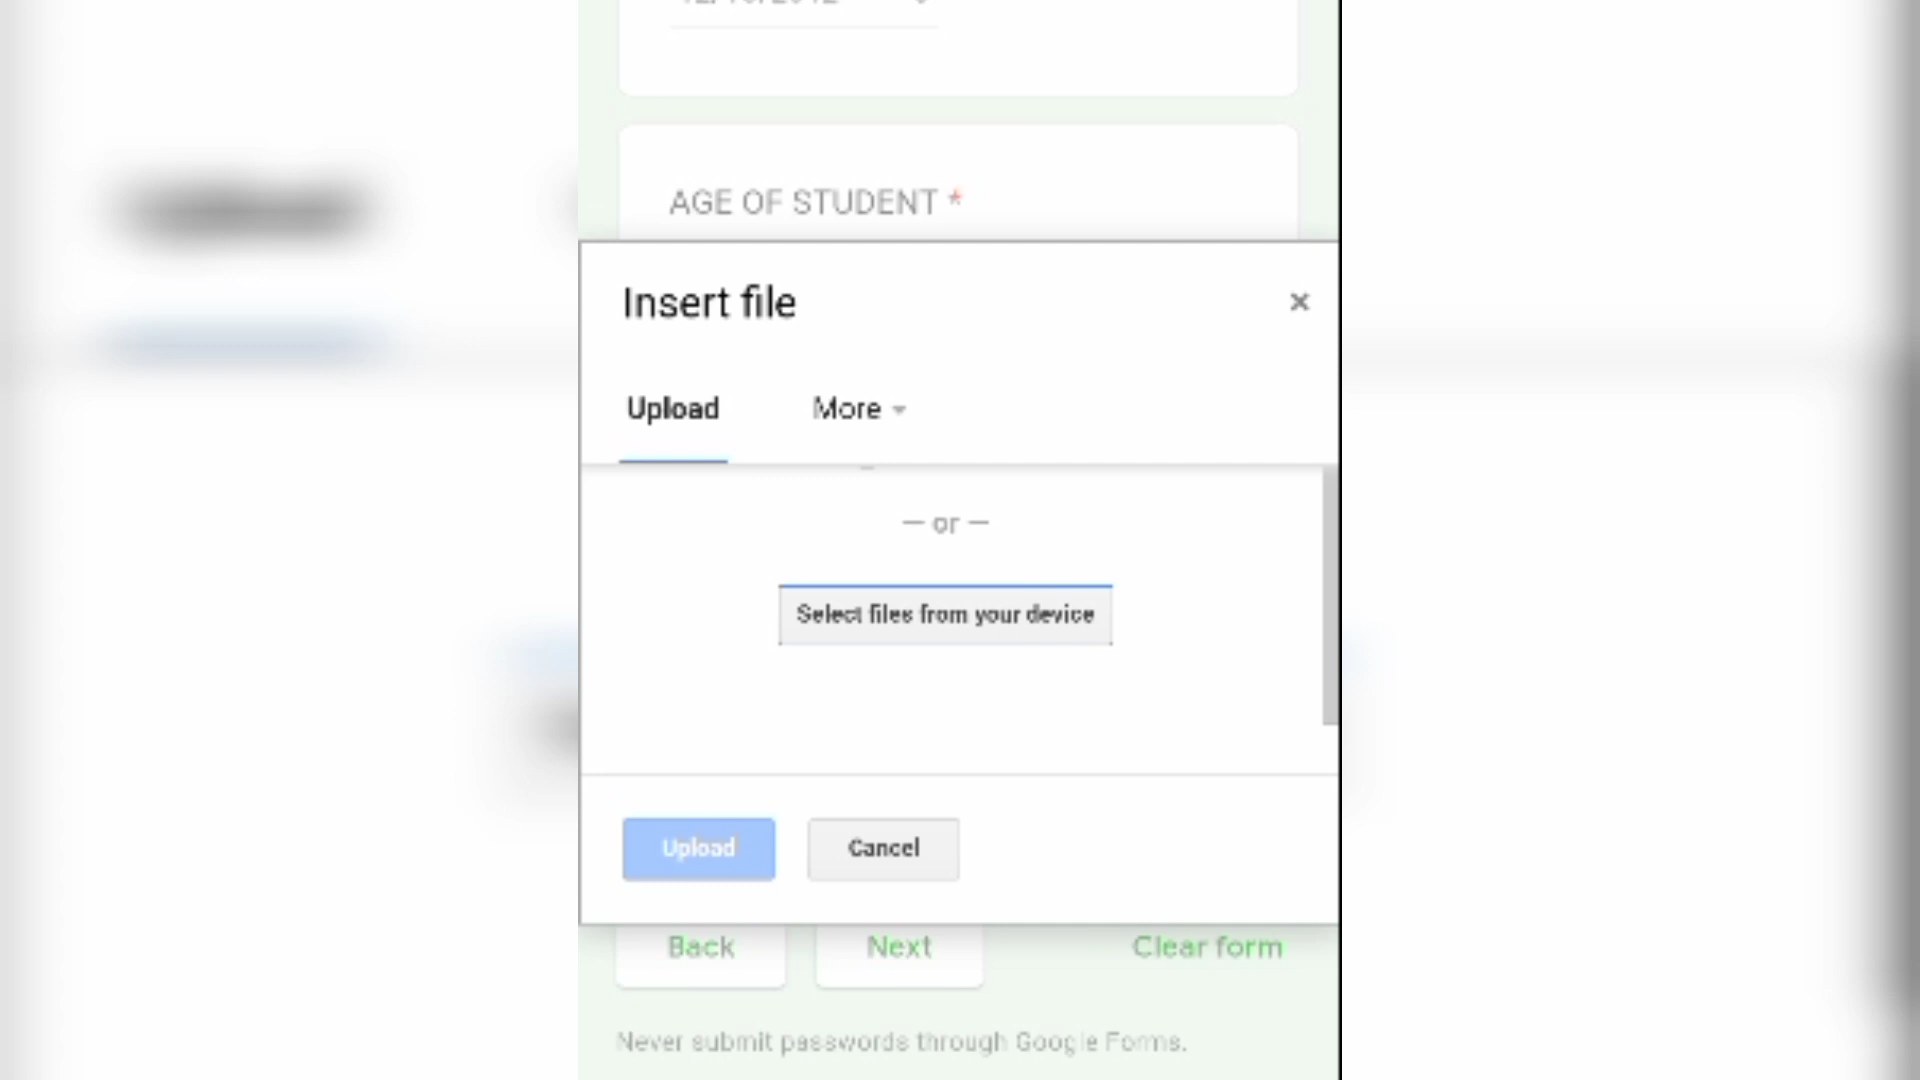 AGE OF STUDENT *
Insert file
×
Upload
More
— or —
Select files from your device
Upload
Cancel
Back
Next
Clear form
Never submit passwords through Google Forms.